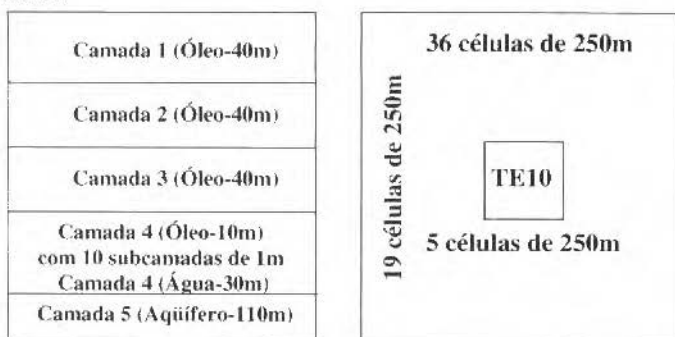 Camada 1 (Óleo-40m)
Camada 2 (Óleo-40m)
Camada 3 (Óleo-40m)
Camada 4 (Óleo-10m)
com 10 subcamadas de 1m
Camada 4 (Água-30m)
Camada 5 (Aqüífero-110m)
36 células de 250m
19 células de 250m
TE10
5 células de 250m